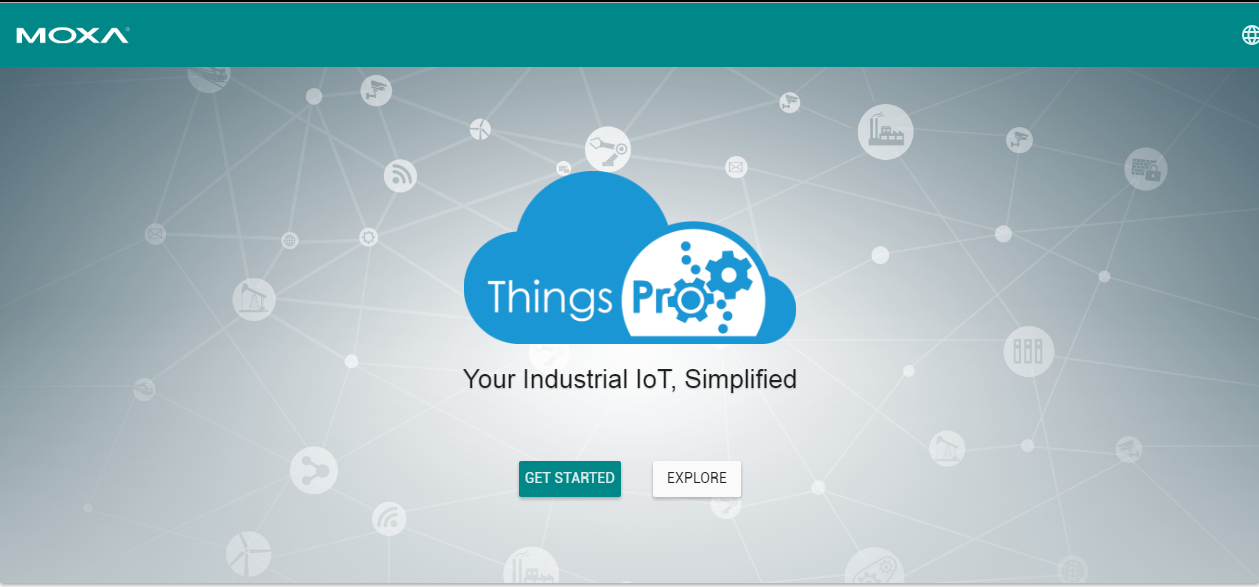 MOXA®
Things Pro
Your Industrial IoT, Simplified
GET STARTED
EXPLORE